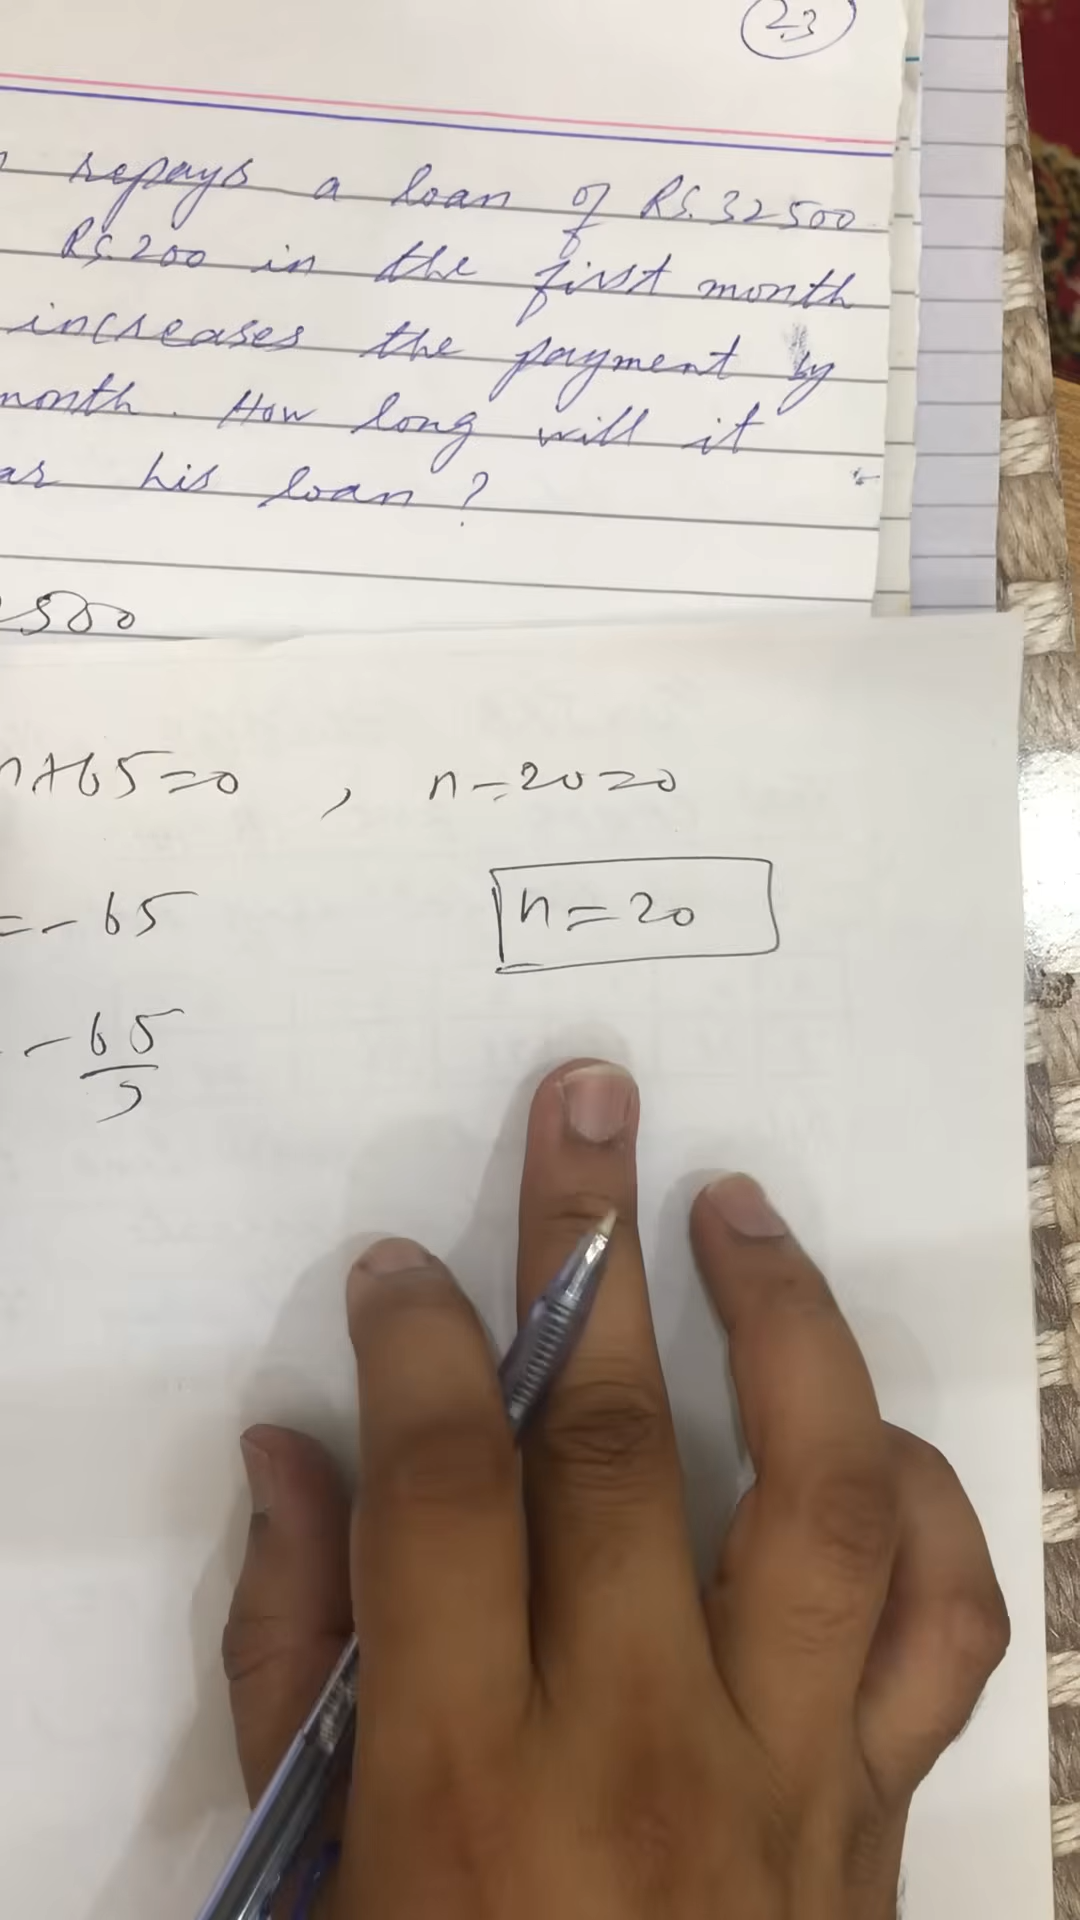 23
repays a loan of RS. 32500
RS. 200 in the first month
increases the payment by
month. How long will it
his loan?
500
n+65=0 , n-20=0
=-65
n=20
-65/5